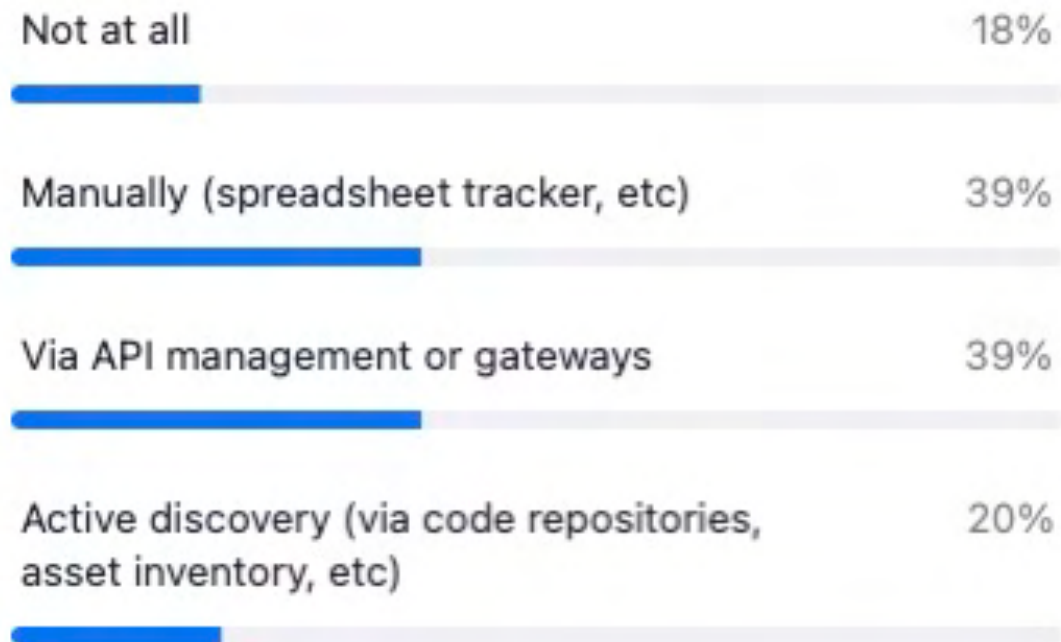 Not at all 18%
Manually (spreadsheet tracker, etc) 39%
Via API management or gateways 39%
Active discovery (via code repositories, 20%
asset inventory, etc)